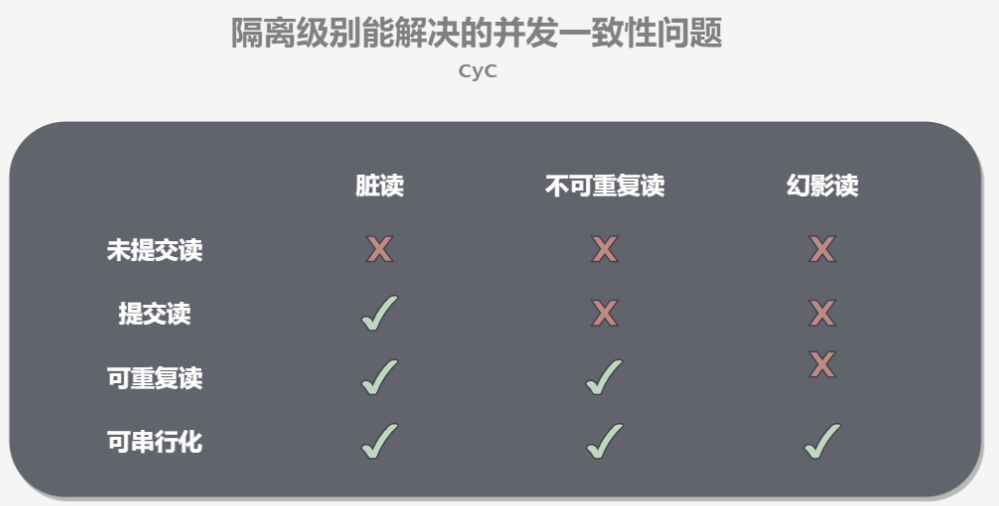 隔离级别能解决的并发一致性问题
CyC
脏读 不可重复读 幻影读
未提交读 X X X
提交读 ✓ X X
可重复读 ✓ ✓ X
可串行化 ✓ ✓ ✓